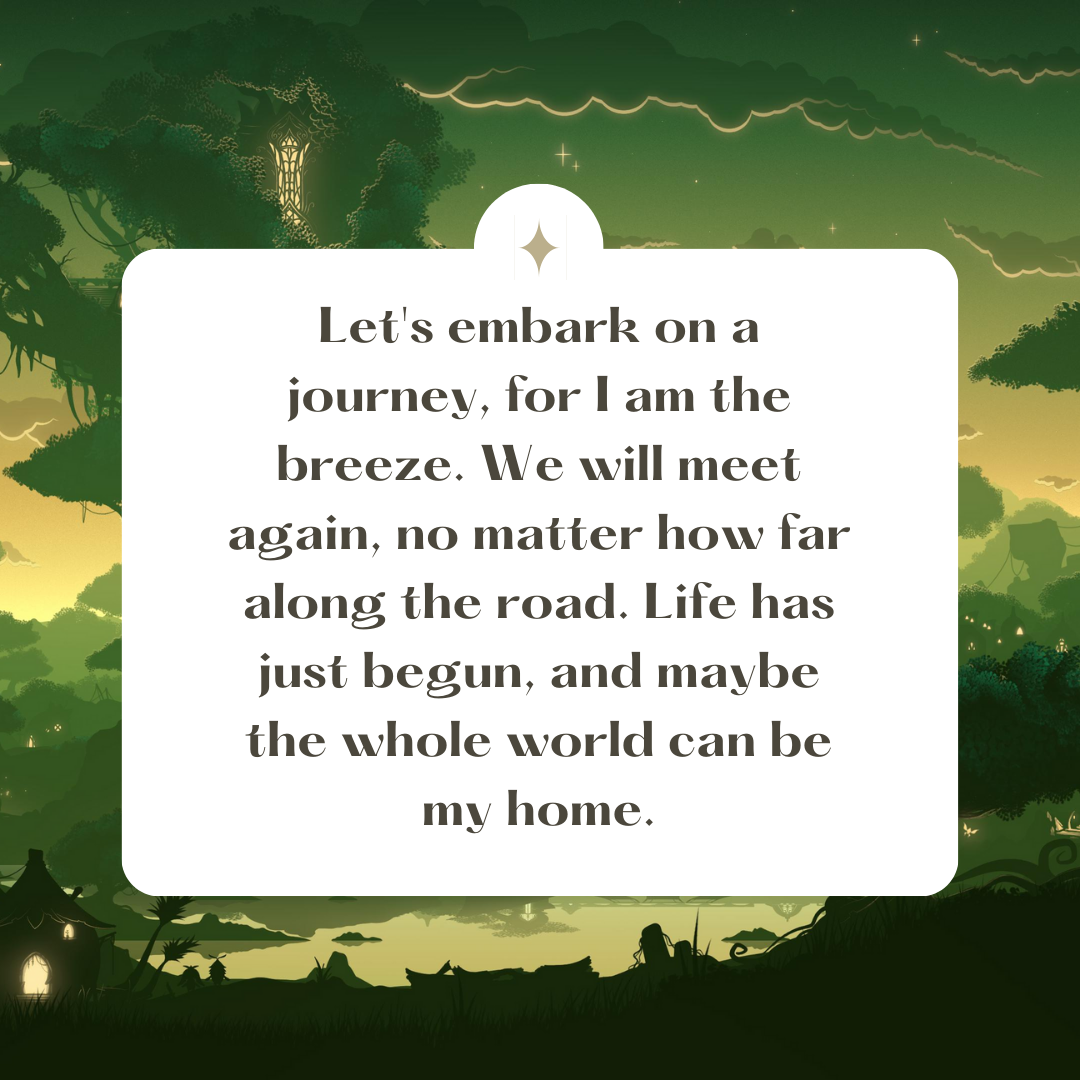 Let's embark on a
journey, for I am the
breeze. We will meet
again, no matter how far
along the road. Life has
just begun, and maybe
the whole world can be
my home.